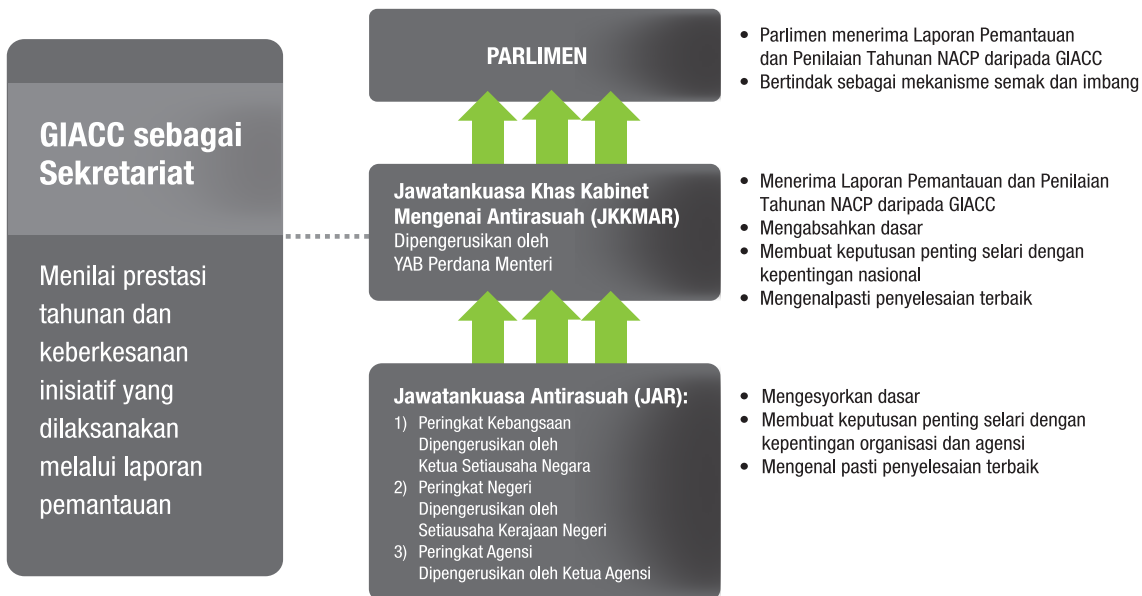 GIACC sebagai
Sekretariat
Menilai prestasi
tahunan dan
keberkesanan
inisiatif yang
dilaksanakan
melalui laporan
pemantauan
PARLIMEN
• Parlimen menerima Laporan Pemantauan
dan Penilaian Tahunan NACP daripada GIACC
• Bertindak sebagai mekanisme semak dan imbang
Jawatankuasa Khas Kabinet
Mengenai Antirasuah (JKKMAR)
Dipengerusikan oleh
YAB Perdana Menteri
• Menerima Laporan Pemantauan dan Penilaian
Tahunan NACP daripada GIACC
• Mengabsahkan dasar
• Membuat keputusan penting selari dengan
kepentingan nasional
• Mengenalpasti penyelesaian terbaik
Jawatankuasa Antirasuah (JAR):
1) Peringkat Kebangsaan
Dipengerusikan oleh
Ketua Setiausaha Negara
2) Peringkat Negeri
Dipengerusikan oleh
Setiausaha Kerajaan Negeri
3) Peringkat Agensi
Dipengerusikan oleh Ketua Agensi
• Mengesyorkan dasar
• Membuat keputusan penting selari dengan
kepentingan organisasi dan agensi
• Mengenal pasti penyelesaian terbaik